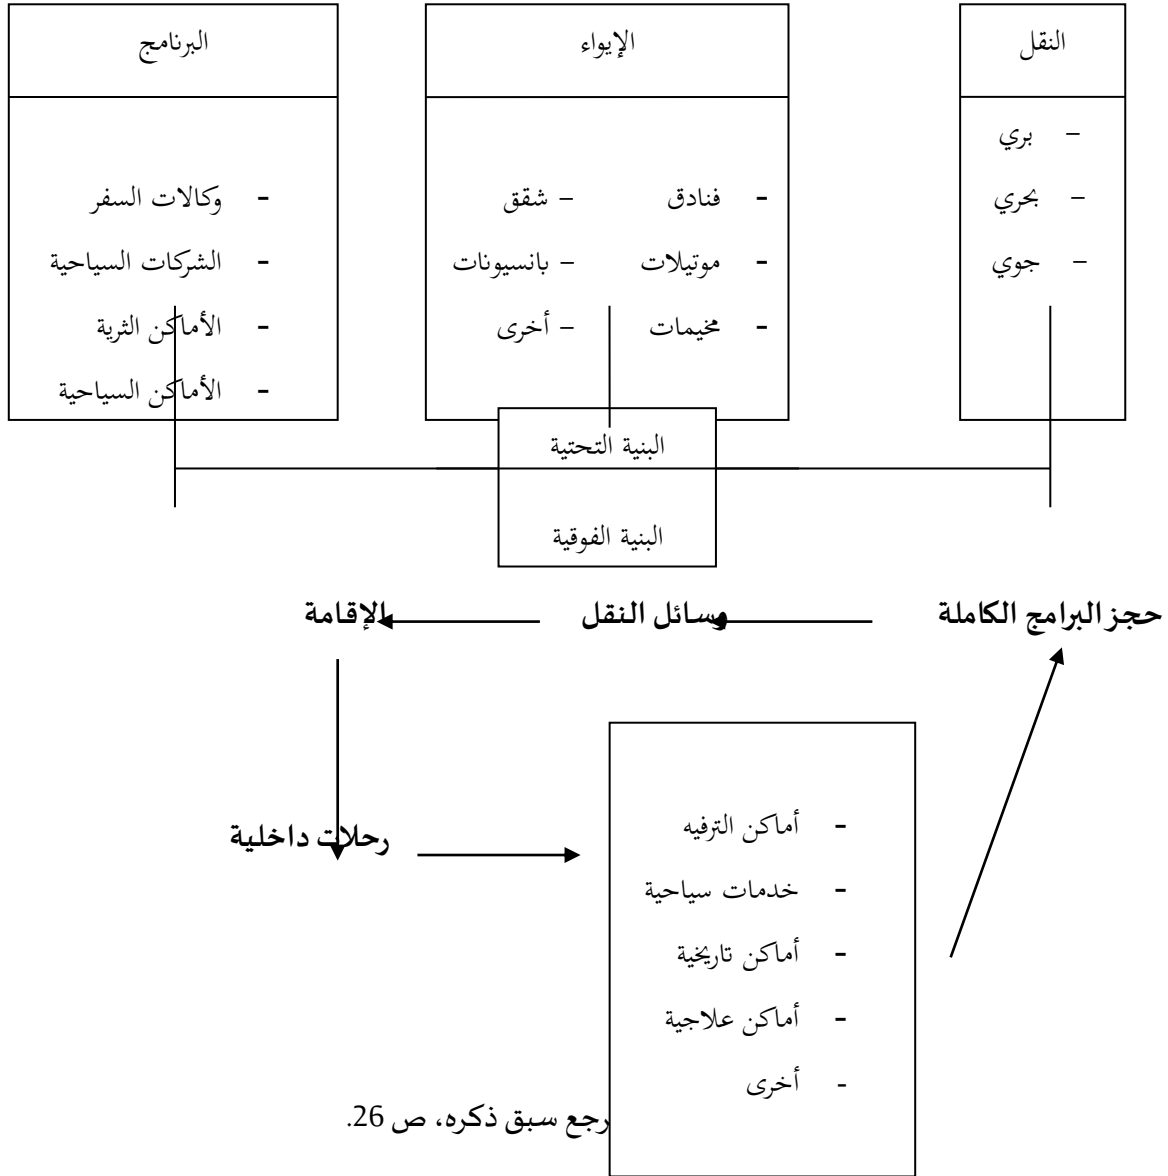 النقل
– بري
– بحري
– جوي
الإيواء
- فنادق – شقق
- موتيلات – بانسيونات
- مخيمات – أخرى
البرنامج
- وكالات السفر
- الشركات السياحية
- الأماكن الثرية
- الأماكن السياحية
البنية التحتية
البنية الفوقية
حجز البرامج الكاملة
وسائل النقل
الإقامة
رحلات داخلية
- أماكن الترفيه
- خدمات سياحية
- أماكن تاريخية
- أماكن علاجية
- أخرى
رجع سبق ذكره، ص 26.